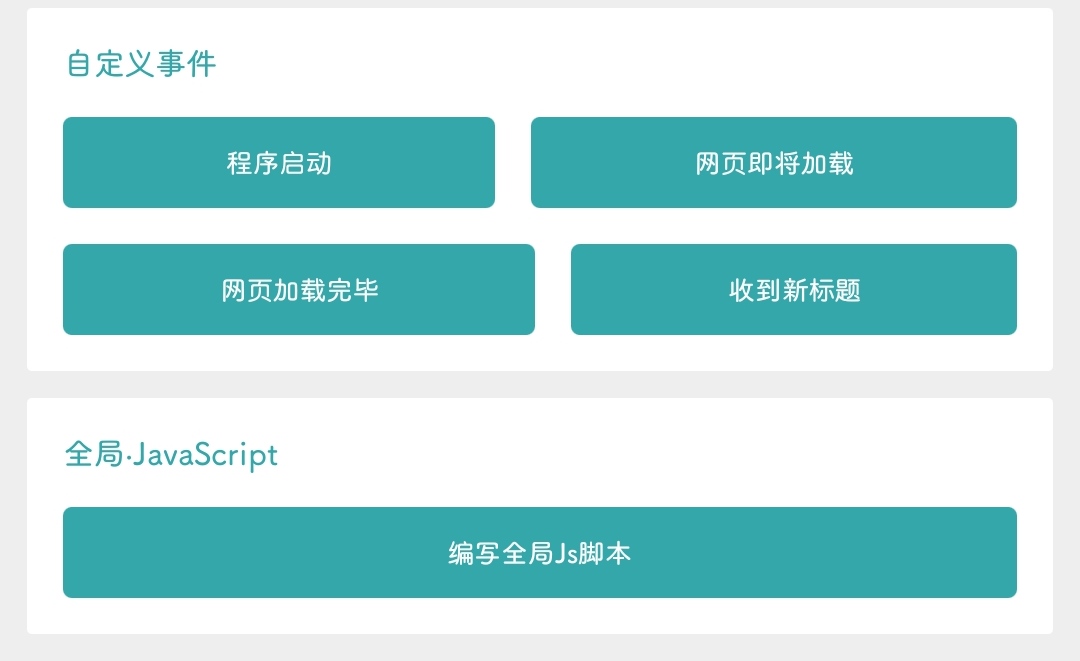 自定义事件
程序启动
网页即将加载
网页加载完毕
收到新标题
全局·JavaScript
编写全局Js脚本